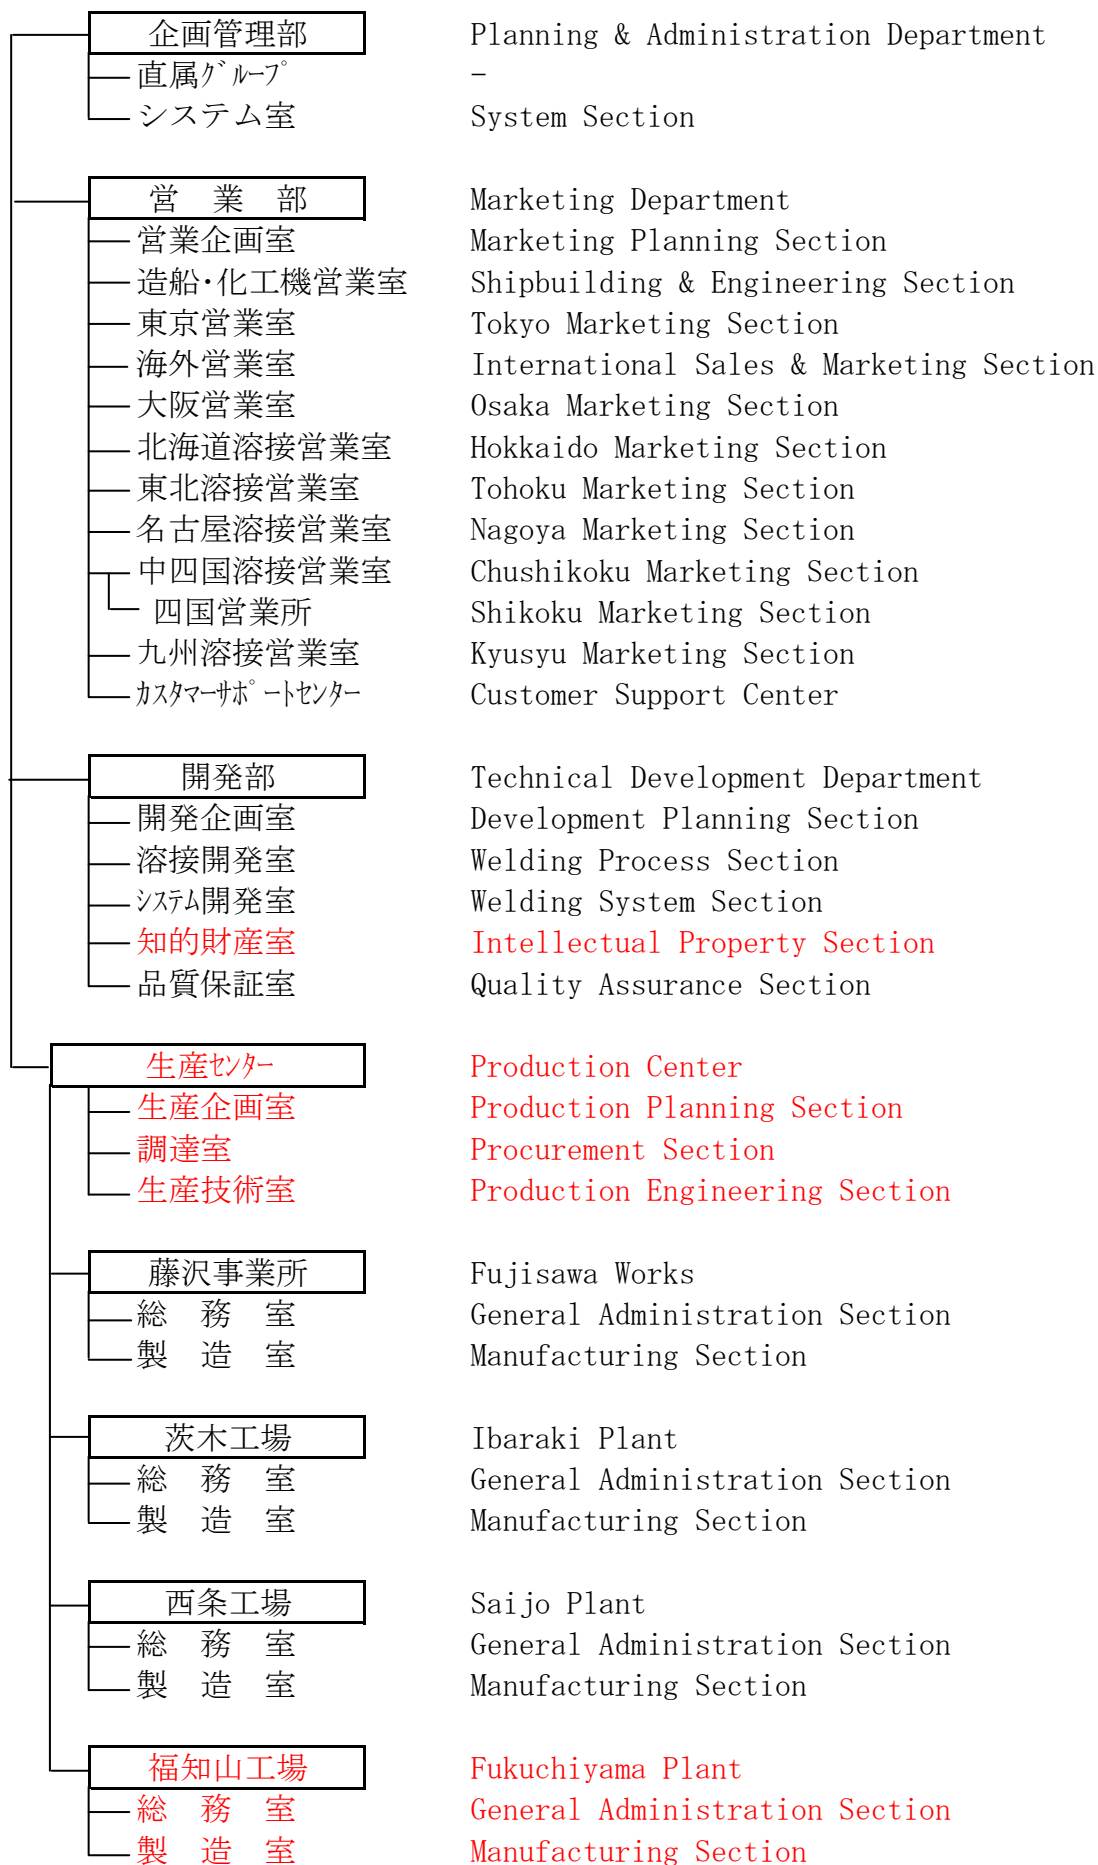 企画管理部 Planning & Administration Department
直属ｸﾞﾙｰﾌﾟ -
システム室 System Section
営　業　部 Marketing Department
営業企画室 Marketing Planning Section
造船・化工機営業室 Shipbuilding & Engineering Section
東京営業室 Tokyo Marketing Section
海外営業室 International Sales & Marketing Section
大阪営業室 Osaka Marketing Section
北海道溶接営業室 Hokkaido Marketing Section
東北溶接営業室 Tohoku Marketing Section
名古屋溶接営業室 Nagoya Marketing Section
中四国溶接営業室 Chushikoku Marketing Section
四国営業所 Shikoku Marketing Section
九州溶接営業室 Kyusyu Marketing Section
ｶｽﾀﾏｰｻﾎﾟｰﾄｾﾝﾀｰ Customer Support Center
開発部 Technical Development Department
開発企画室 Development Planning Section
溶接開発室 Welding Process Section
ｼｽﾃﾑ開発室 Welding System Section
知的財産室 Intellectual Property Section
品質保証室 Quality Assurance Section
生産ｾﾝﾀｰ Production Center
生産企画室 Production Planning Section
調達室 Procurement Section
生産技術室 Production Engineering Section
藤沢事業所 Fujisawa Works
総　務　室 General Administration Section
製　造　室 Manufacturing Section
茨木工場 Ibaraki Plant
総　務　室 General Administration Section
製　造　室 Manufacturing Section
西条工場 Saijo Plant
総　務　室 General Administration Section
製　造　室 Manufacturing Section
福知山工場 Fukuchiyama Plant
総　務　室 General Administration Section
製　造　室 Manufacturing Section